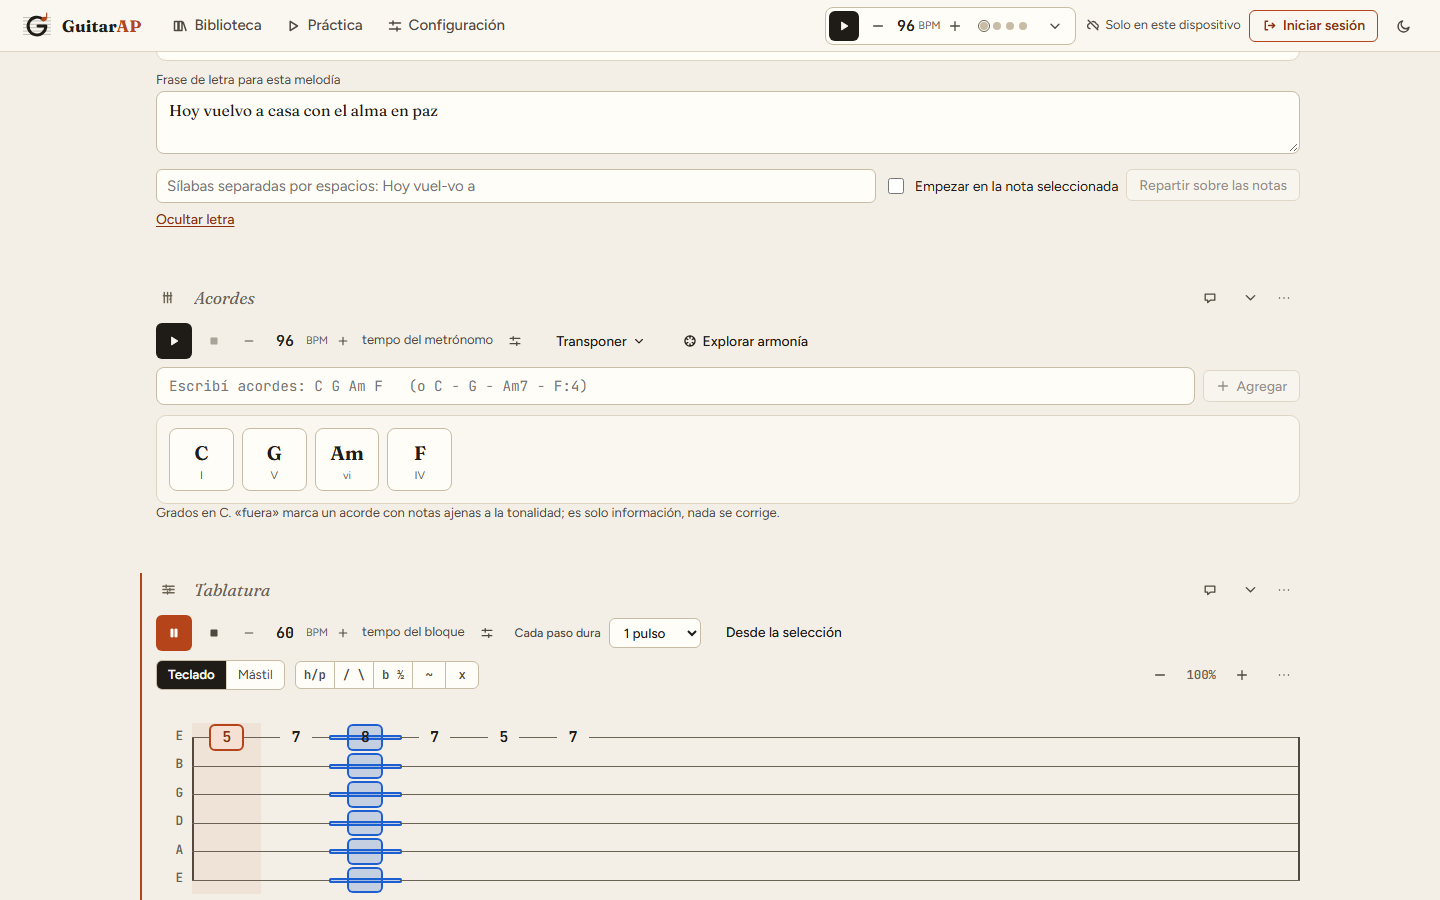 GuitarAP Biblioteca Práctica Configuración 96 BPM Solo en este dispositivo Iniciar sesión
Frase de letra para esta melodía
Hoy vuelvo a casa con el alma en paz
Sílabas separadas por espacios: Hoy vuel-vo a Empezar en la nota seleccionada Repartir sobre las notas
Ocultar letra
Acordes
96 BPM tempo del metrónomo Transponer Explorar armonía
Escribí acordes: C G Am F (o C - G - Am7 - F:4) Agregar
C G Am F
I V vi IV
Grados en C. «fuera» marca un acorde con notas ajenas a la tonalidad; es solo información, nada se corrige.
Tablatura
60 BPM tempo del bloque Cada paso dura 1 pulso Desde la selección
Teclado Mástil h/p / \ b ½ ~ x 100%
E 5 7 8 7 5 7
B
G
D
A
E